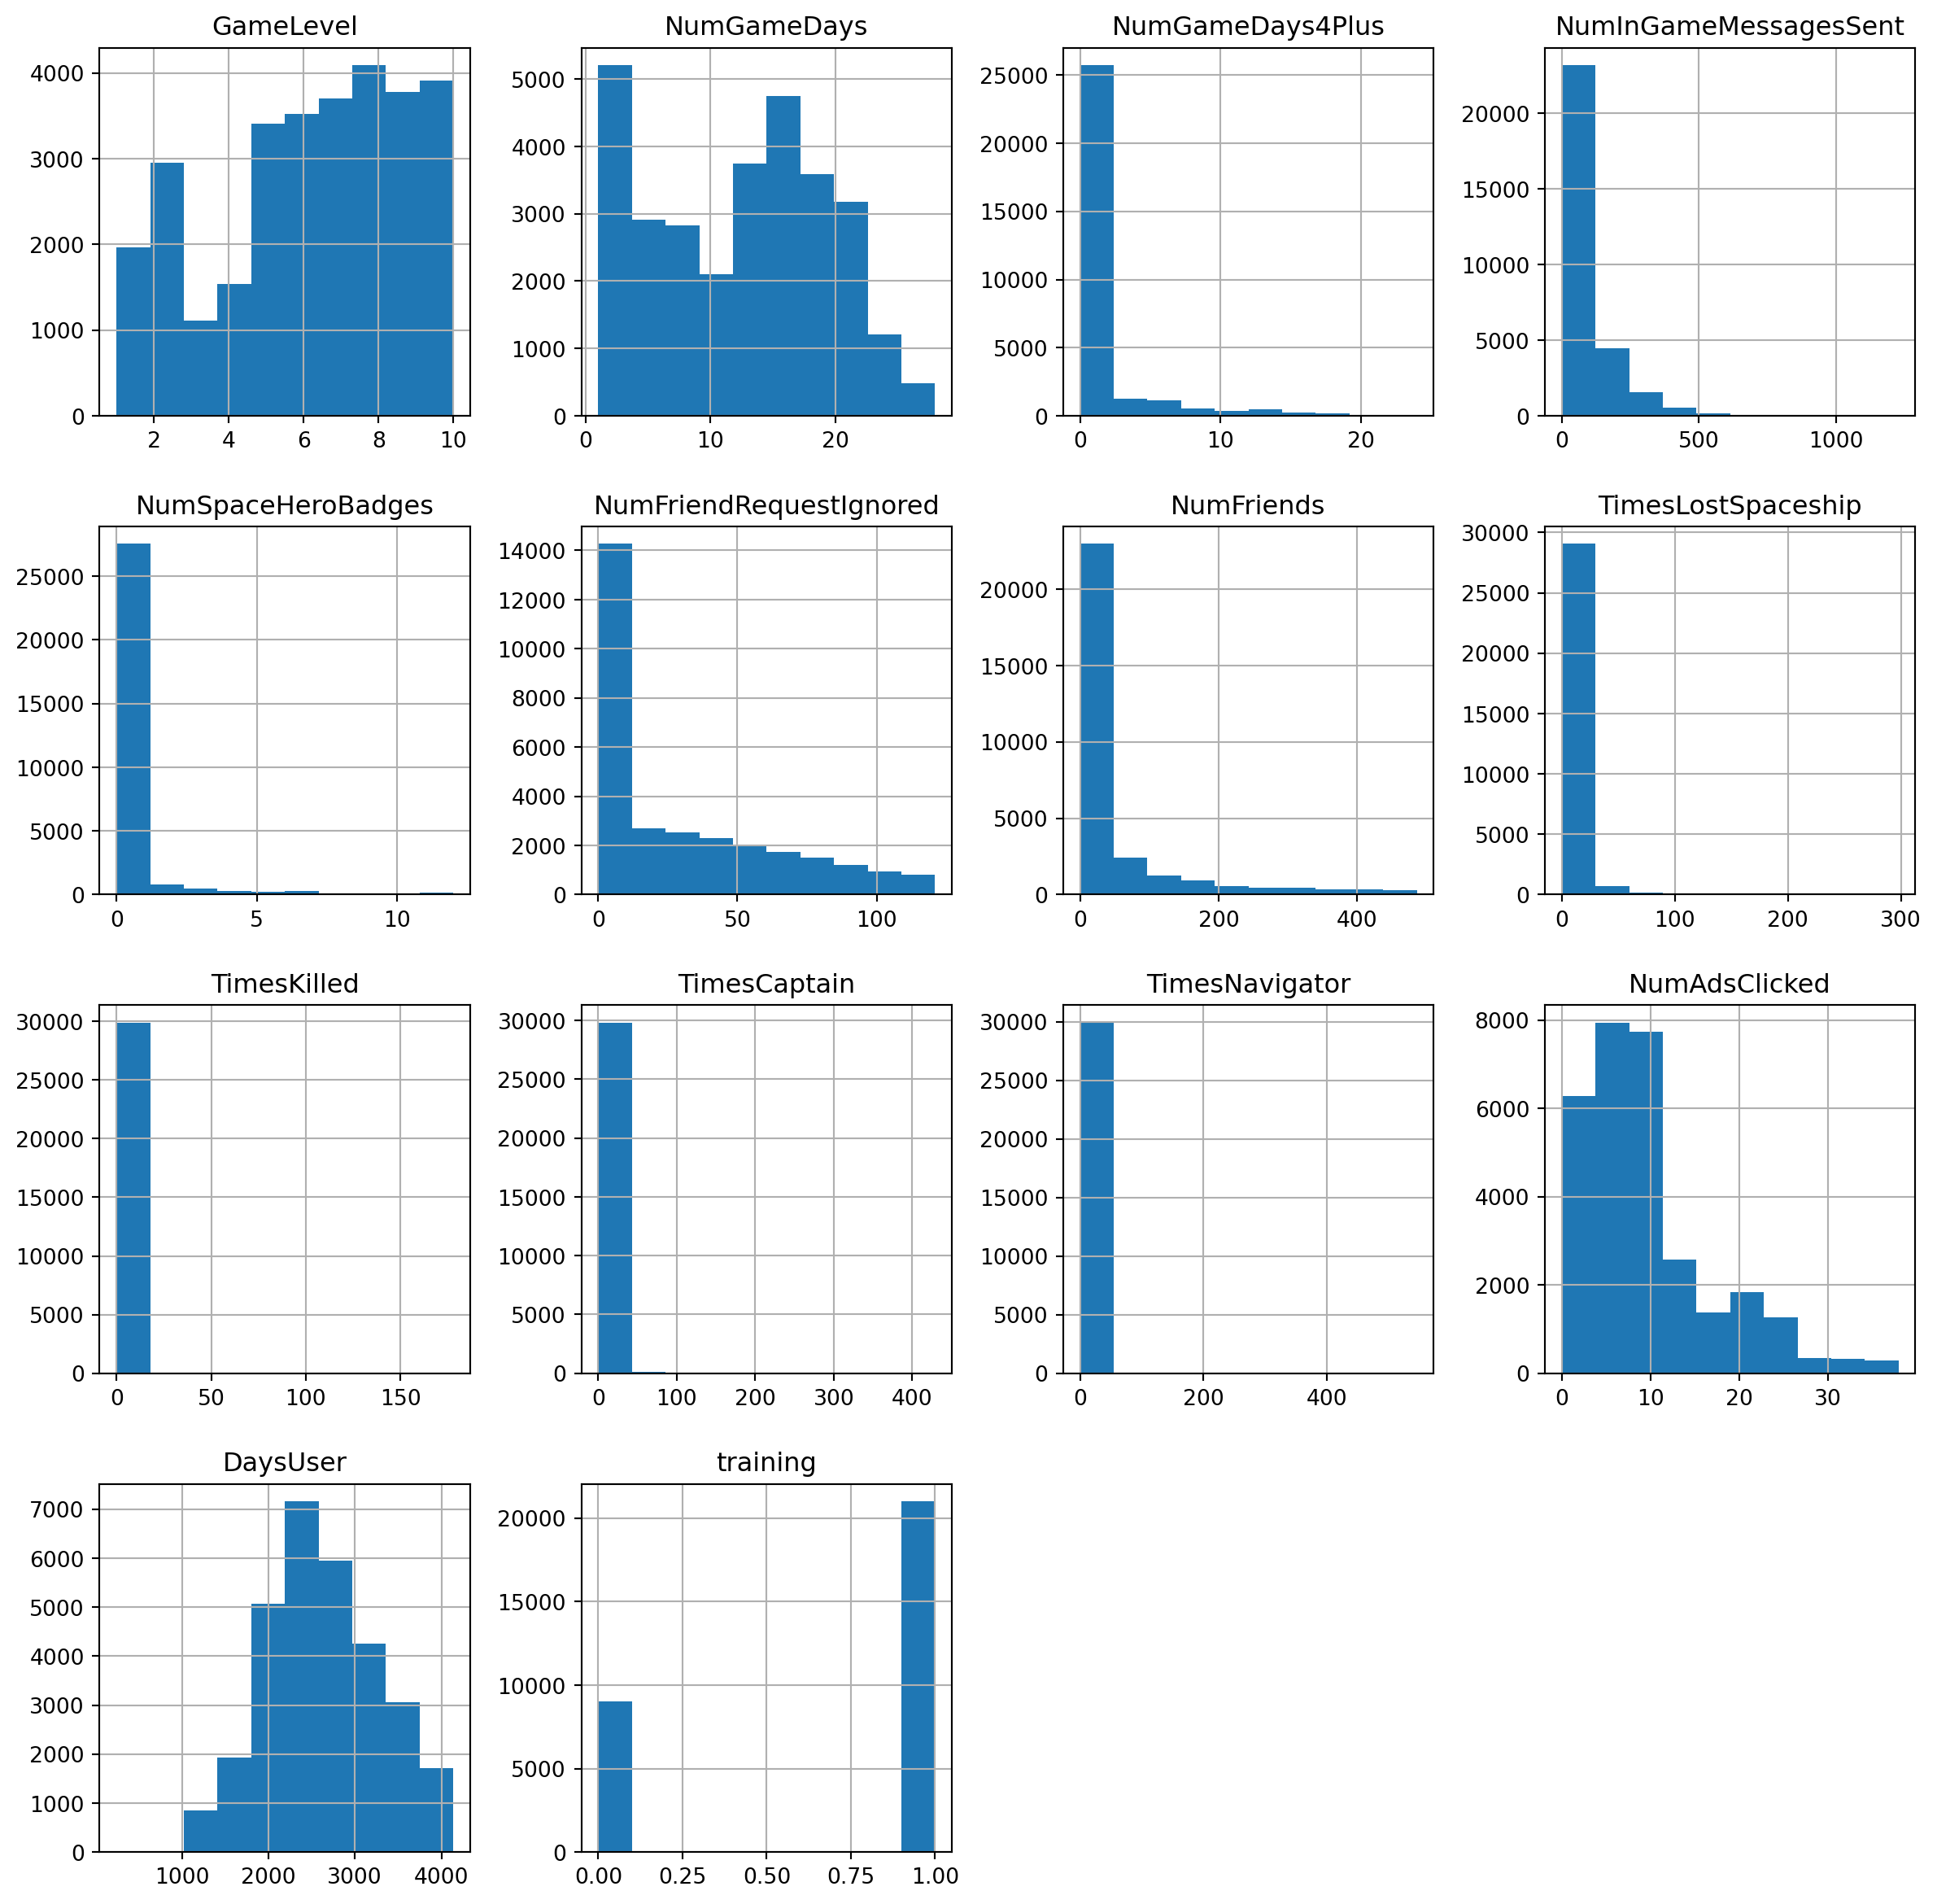 GameLevel NumGameDays NumGameDays4Plus NumInGameMessagesSent
4000 5000 25000 20000
3000 4000 20000 15000
2000 3000 15000 10000
1000 2000 10000 5000
0 1000 5000 0
0 0
2 4 6 8 10 0 10 20 0 10 20 0 500 1000
NumSpaceHeroBadges NumFriendRequestIgnored NumFriends TimesLostSpaceship
25000 14000 20000 30000
20000 12000 15000 25000
15000 10000 10000 20000
10000 8000 5000 15000
5000 6000 0 10000
0 4000 5000
2000 0
0
0 5 10 0 50 100 0 200 400 0 100 200 300
TimesKilled TimesCaptain TimesNavigator NumAdsClicked
30000 30000 30000 8000
25000 25000 25000 6000
20000 20000 20000 4000
15000 15000 15000 2000
10000 10000 10000 0
5000 5000 5000
0 0 0
0 50 100 150 0 100 200 300 400 0 200 400 0 10 20 30
DaysUser training
7000 20000
6000 15000
5000 10000
4000 5000
3000 0
2000
1000
0
1000 2000 3000 4000 0.00 0.25 0.50 0.75 1.00